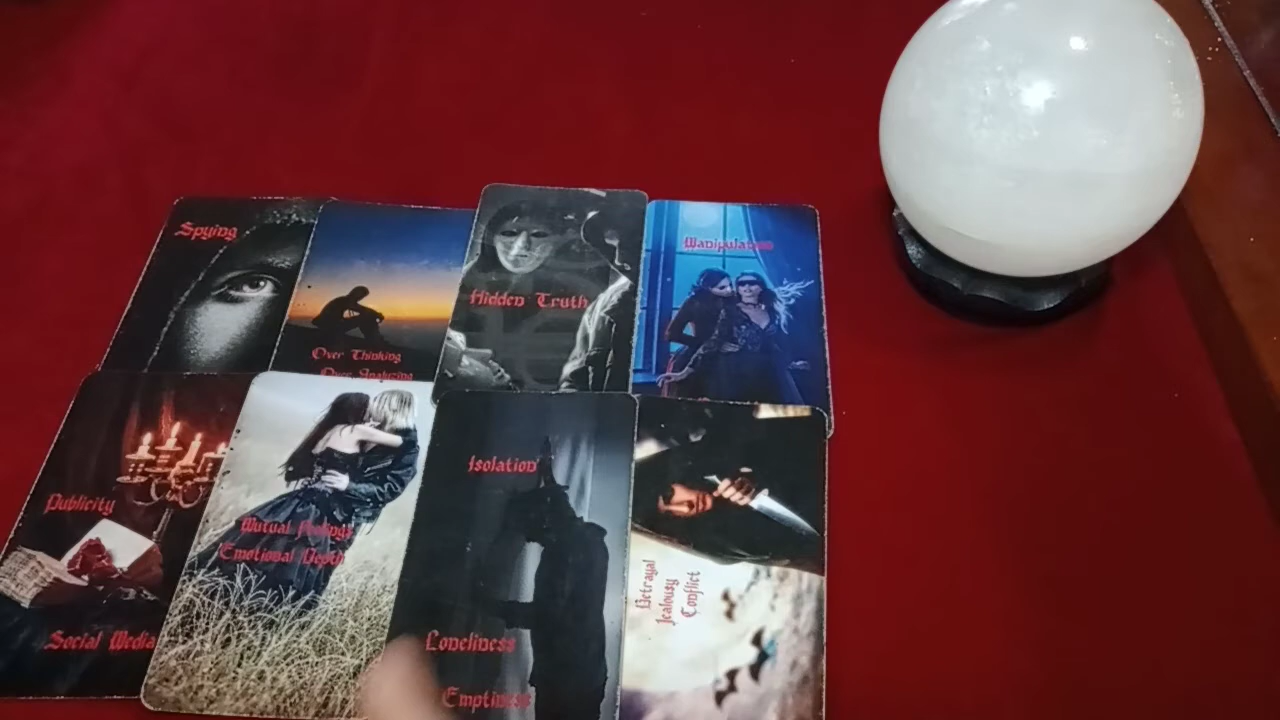 Spying
Over Thinking
Over Analyzing
Hidden Truth
Manipulation
Publicity
Social Media
Mutual Feelings
Emotional Depth
Isolation
Loneliness
Emptiness
Betrayal
Jealousy
Conflict